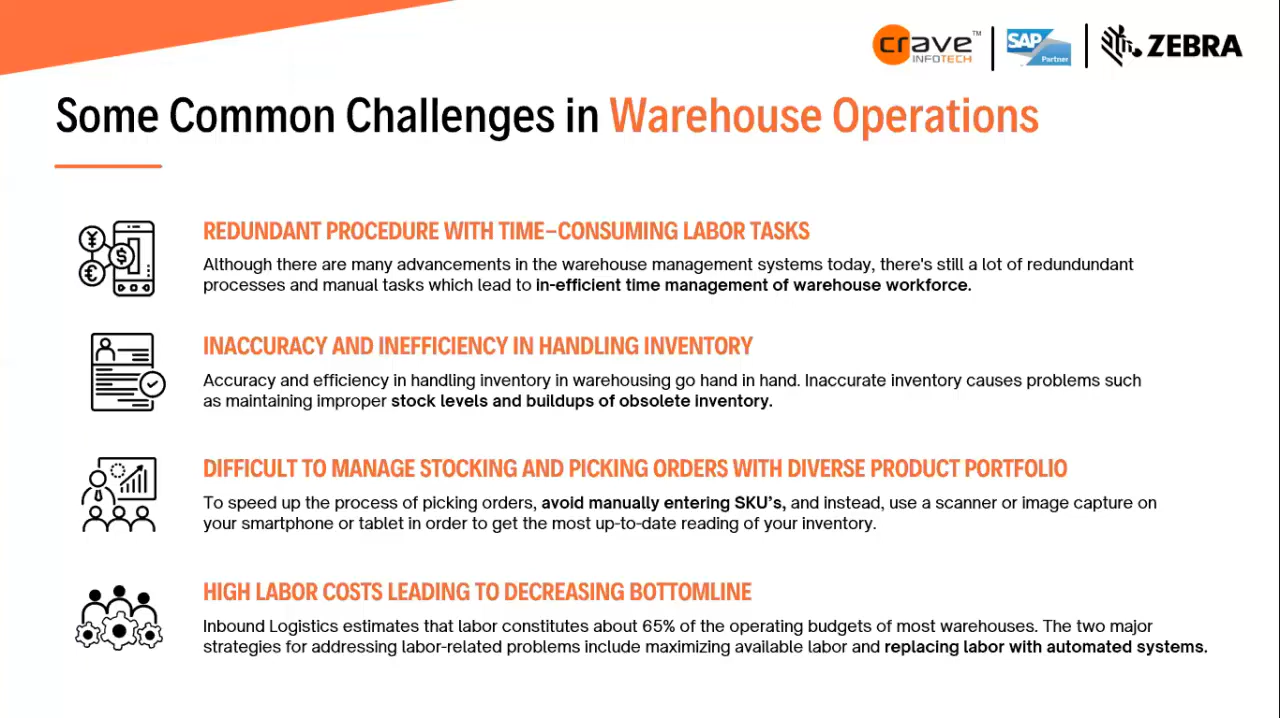 crave™
INFOTECH
SAP
Partner
ZEBRA
Some Common Challenges in Warehouse Operations
¥
$
€
REDUNDANT PROCEDURE WITH TIME-CONSUMING LABOR TASKS
Although there are many advancements in the warehouse management systems today, there's still a lot of redundundant
processes and manual tasks which lead to in-efficient time management of warehouse workforce.
INACCURACY AND INEFFICIENCY IN HANDLING INVENTORY
Accuracy and efficiency in handling inventory in warehousing go hand in hand. Inaccurate inventory causes problems such
as maintaining improper stock levels and buildups of obsolete inventory.
DIFFICULT TO MANAGE STOCKING AND PICKING ORDERS WITH DIVERSE PRODUCT PORTFOLIO
To speed up the process of picking orders, avoid manually entering SKU's, and instead, use a scanner or image capture on
your smartphone or tablet in order to get the most up-to-date reading of your inventory.
HIGH LABOR COSTS LEADING TO DECREASING BOTTOMLINE
Inbound Logistics estimates that labor constitutes about 65% of the operating budgets of most warehouses. The two major
strategies for addressing labor-related problems include maximizing available labor and replacing labor with automated systems.